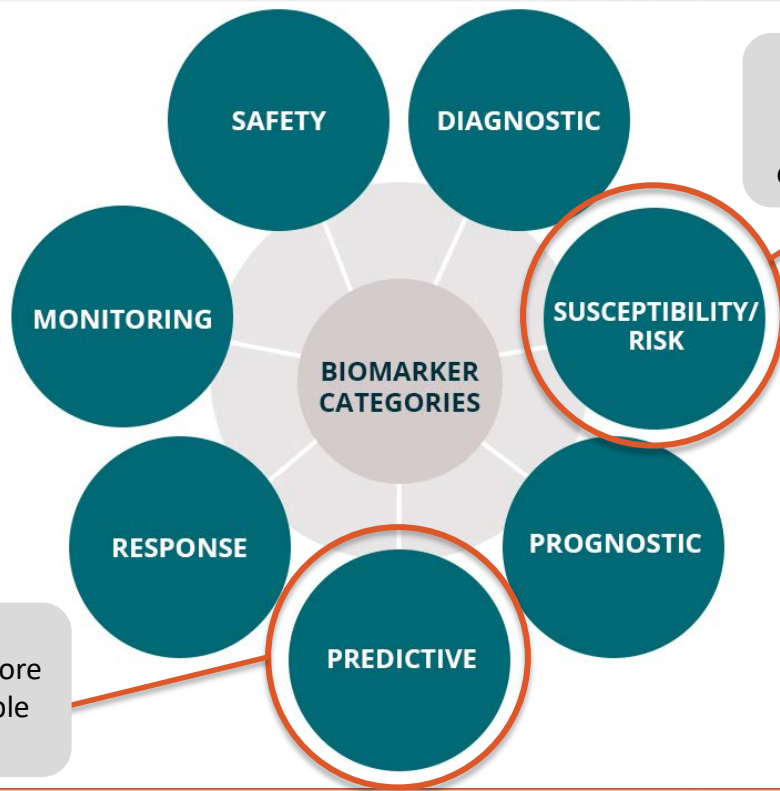 SAFETY
DIAGNOSTIC
MONITORING
SUSCEPTIBILITY/
RISK
BIOMARKER
CATEGORIES
RESPONSE
PROGNOSTIC
PREDICTIVE